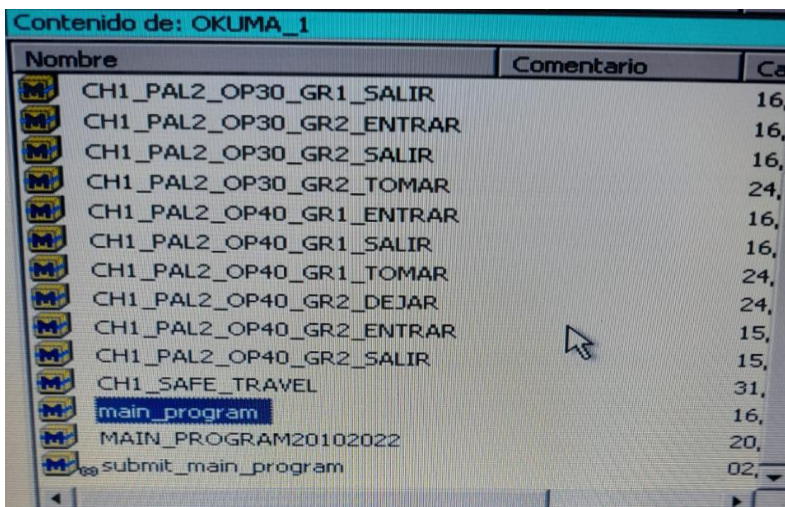 Contenido de: OKUMA_1
Nombre Comentario Ca
CH1_PAL2_OP30_GR1_SALIR 16,
CH1_PAL2_OP30_GR2_ENTRAR 16,
CH1_PAL2_OP30_GR2_SALIR 16,
CH1_PAL2_OP30_GR2_TOMAR 24,
CH1_PAL2_OP40_GR1_ENTRAR 16,
CH1_PAL2_OP40_GR1_SALIR 16,
CH1_PAL2_OP40_GR1_TOMAR 24,
CH1_PAL2_OP40_GR2_DEJAR 24,
CH1_PAL2_OP40_GR2_ENTRAR 15,
CH1_PAL2_OP40_GR2_SALIR 15,
CH1_SAFE_TRAVEL 31,
main_program 16,
MAIN_PROGRAM20102022 20,
submit_main_program 02,